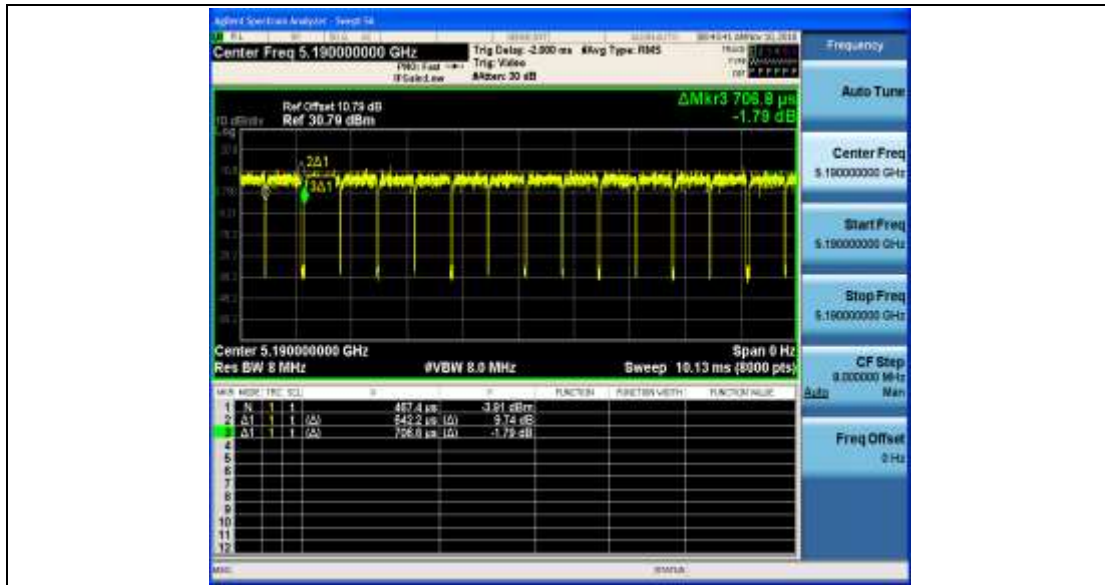 Agilent Spectrum Analyzer - Swept SA
Center Freq 5.190000000 GHz
PNO: Fast
IFGain:Low
Trig Delay: -2.000 ms
Trig: Video
#Atten: 30 dB
#Avg Type: RMS
Frequency
Auto Tune
Ref Offset 10.79 dB
Ref 30.79 dBm
10 dB/div
Log
ΔMkr3 706.8 µs
-1.79 dB
2Δ1
3Δ1
Center Freq
5.190000000 GHz
Start Freq
5.190000000 GHz
Stop Freq
5.190000000 GHz
Center 5.190000000 GHz
Res BW 8 MHz
#VBW 8.0 MHz
Span 0 Hz
Sweep 10.13 ms (8000 pts)
CF Step
8.000000 MHz
Auto Man
Freq Offset
0 Hz
MKR MODE TRC SCL X Y FUNCTION FUNCTION WIDTH FUNCTION VALUE
1 N 1 t 467.4 µs -3.91 dBm
2 Δ1 1 t (Δ) 642.2 µs (Δ) 9.74 dB
3 Δ1 1 t (Δ) 706.8 µs (Δ) -1.79 dB
4
5
6
7
8
9
10
11
12
MSG
STATUS